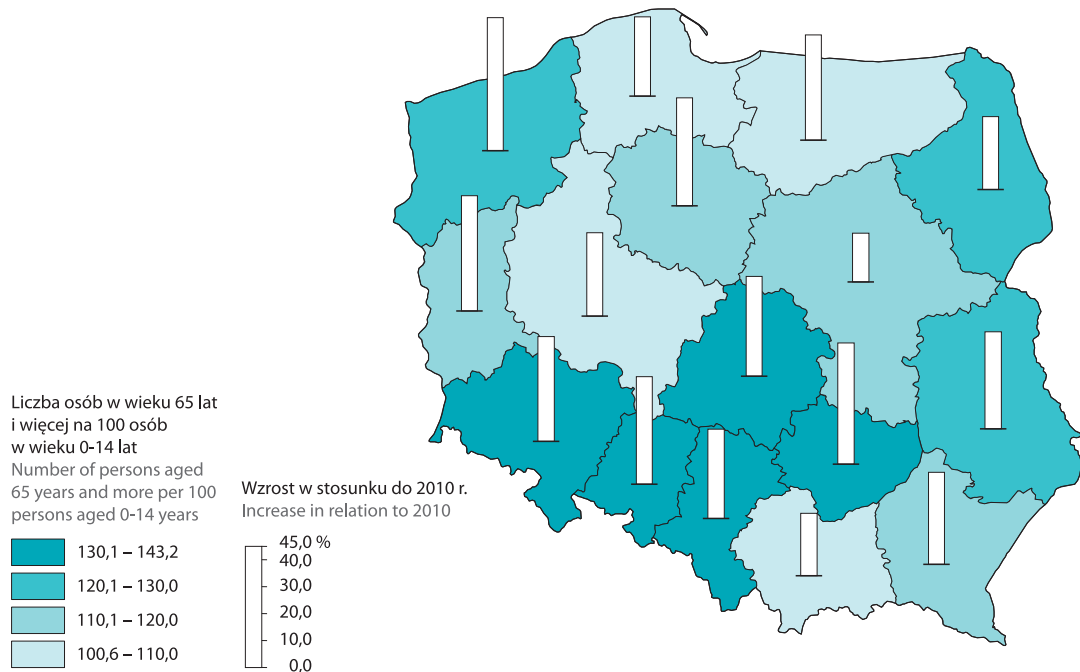 Liczba osób w wieku 65 lat
i więcej na 100 osób
w wieku 0-14 lat
Number of persons aged
65 years and more per 100
persons aged 0-14 years
130,1 – 143,2
120,1 – 130,0
110,1 – 120,0
100,6 – 110,0
Wzrost w stosunku do 2010 r.
Increase in relation to 2010
45,0 %
40,0
30,0
20,0
10,0
0,0